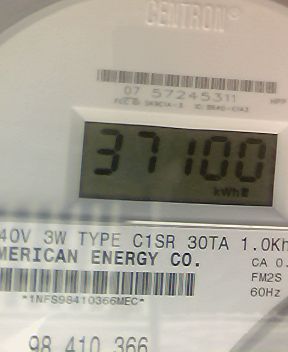 CENTRON®
07 57245311
37100
kWh
40V 3W TYPE C1SR 30TA 1.0Kh
MERICAN ENERGY CO.
CA 0.
FM2S
*1NFS98410366MEC*
60Hz
98 410 366